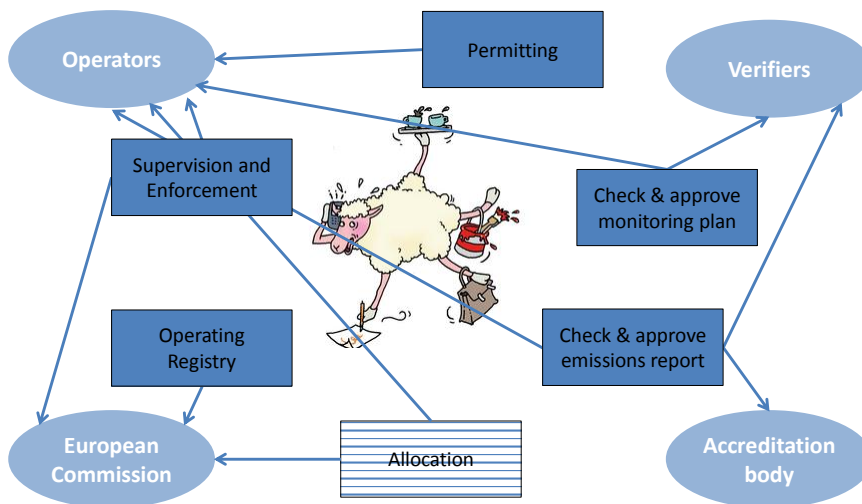 Operators
Permitting
Verifiers
Supervision and
Enforcement
Check & approve
monitoring plan
Operating
Registry
Check & approve
emissions report
European
Commission
Allocation
Accreditation
body